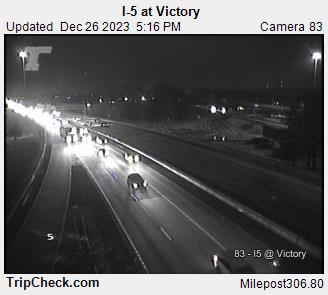 I-5 at Victory
Updated Dec 26 2023 5:16 PM Camera 83
S
83 - I5 @ Victory
TripCheck.com Milepost306.80